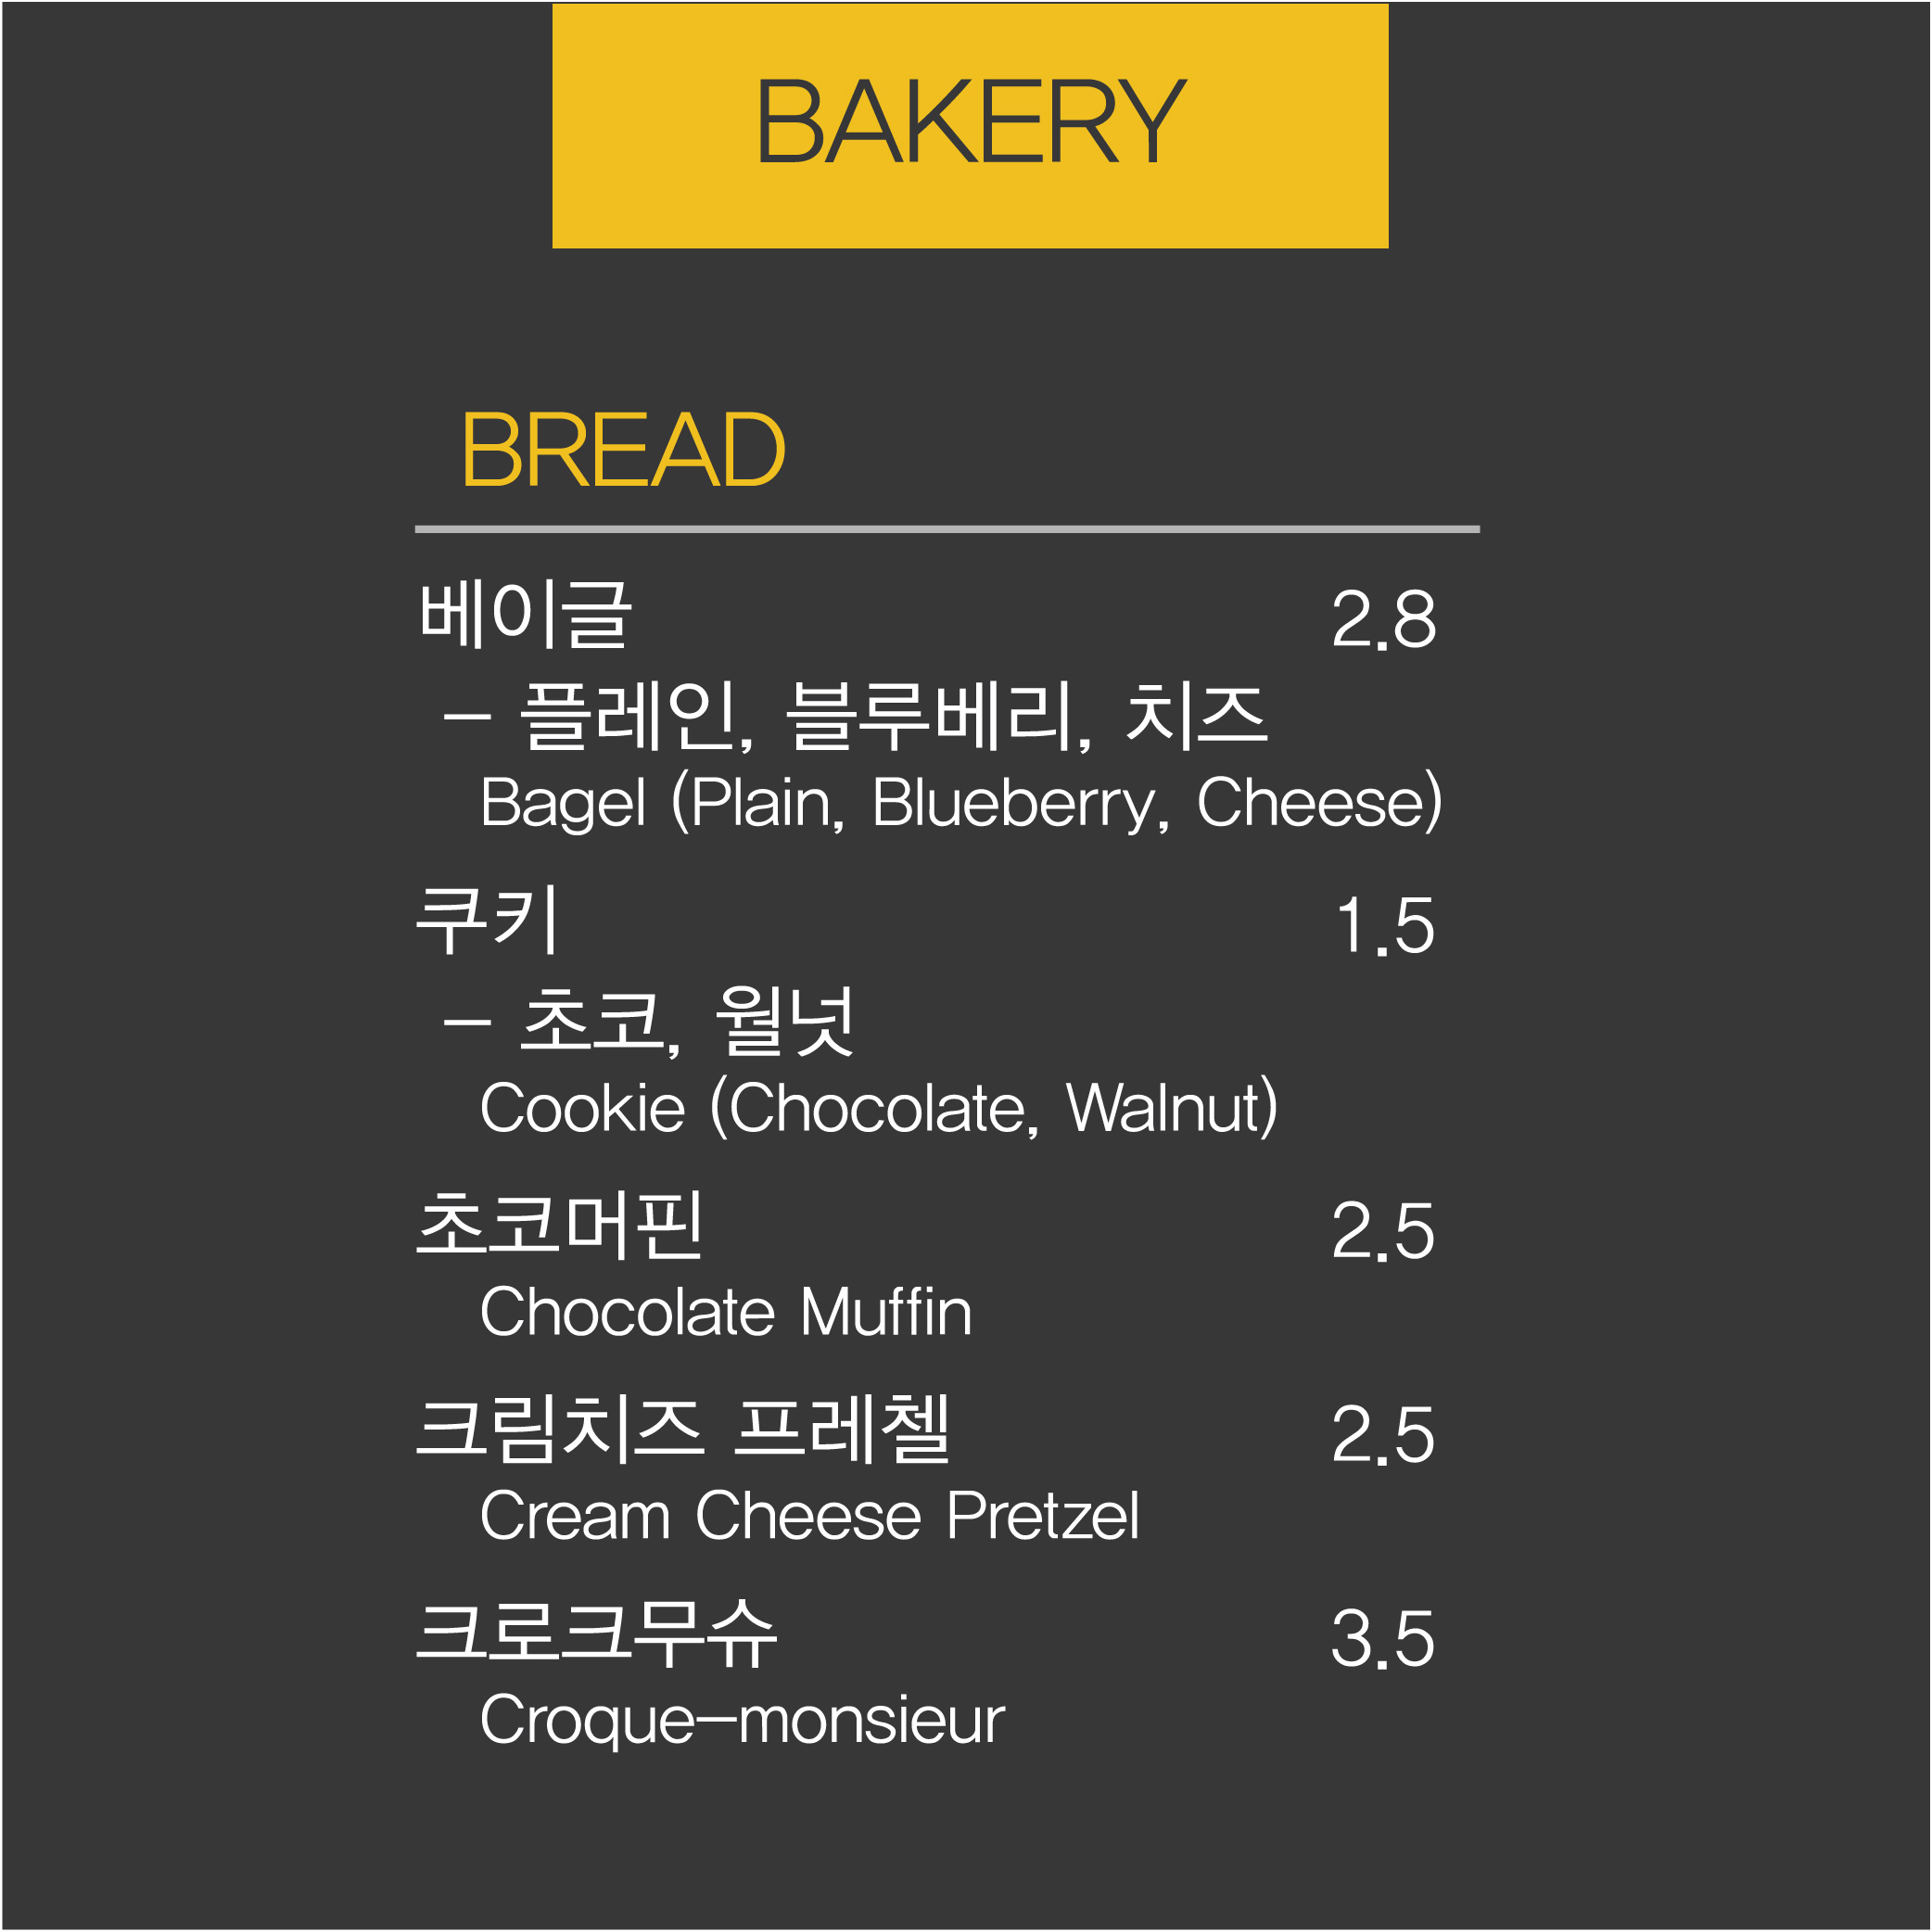 BAKERY
BREAD
베이글 2.8
– 플레인, 블루베리, 치즈
Bagel (Plain, Blueberry, Cheese)
쿠키 1.5
– 초코, 월넛
Cookie (Chocolate, Walnut)
초코머핀 2.5
Chocolate Muffin
크림치즈 프레첼 2.5
Cream Cheese Pretzel
크로크무슈 3.5
Croque–monsieur